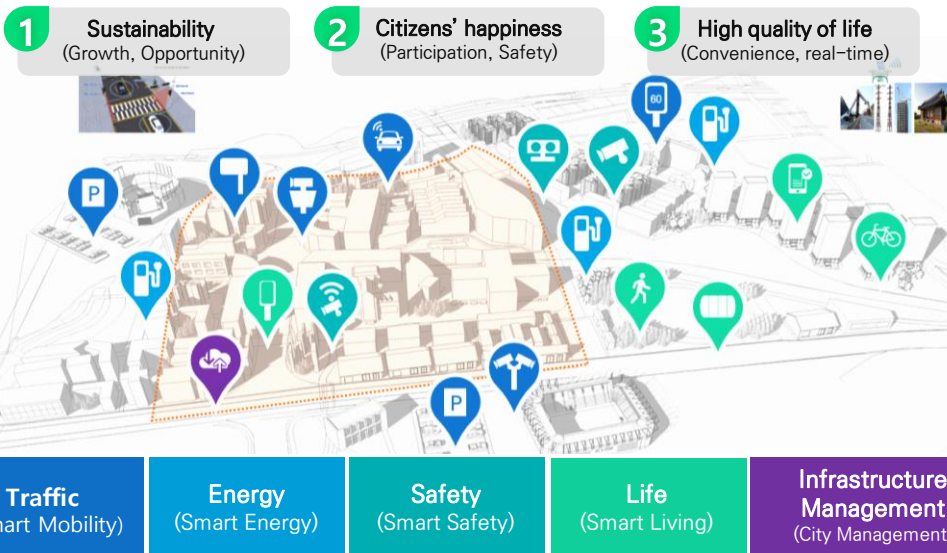 1
Sustainability
(Growth, Opportunity)
2
Citizens' happiness
(Participation, Safety)
3
High quality of life
(Convenience, real-time)
60
P
P
Traffic
mart Mobility)
Energy
(Smart Energy)
Safety
(Smart Safety)
Life
(Smart Living)
Infrastructure
Management
(City Management